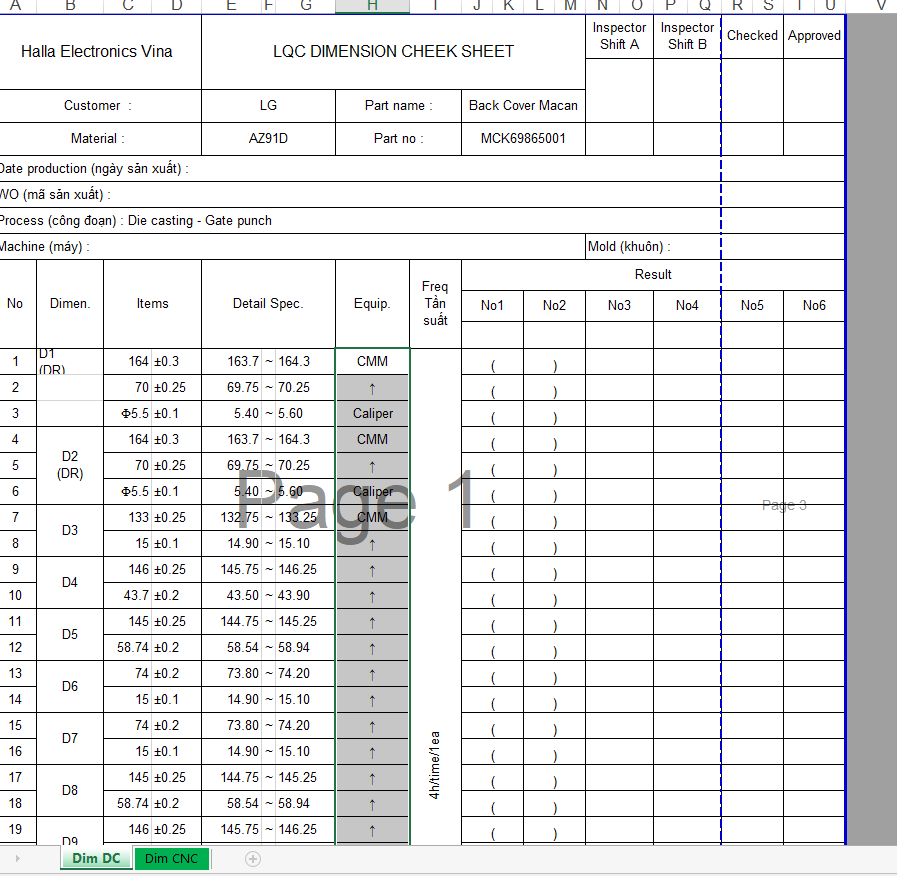 A B C D E F G H I J K L M N O P Q R S T U V
Halla Electronics Vina LQC DIMENSION CHEEK SHEET Inspector Shift A Inspector Shift B Checked Approved
Customer : LG Part name : Back Cover Macan
Material : AZ91D Part no : MCK69865001
Date production (ngày sản xuất) :
WO (mã sản xuất) :
Process (công đoạn) : Die casting - Gate punch
Machine (máy) : Mold (khuôn) :
No Dimen. Items Detail Spec. Equip. Freq Tần suất Result
No1 No2 No3 No4 No5 No6
1 D1 (DR) 164 ±0.3 163.7 ~ 164.3 CMM ( )
2 70 ±0.25 69.75 ~ 70.25 ↑ ( )
3 Φ5.5 ±0.1 5.40 ~ 5.60 Caliper ( )
4 D2 (DR) 164 ±0.3 163.7 ~ 164.3 CMM ( )
5 70 ±0.25 69.75 ~ 70.25 ↑ ( )
6 Φ5.5 ±0.1 5.40 ~ 5.60 Caliper ( )
Page 1
Page 3
7 D3 133 ±0.25 132.75 ~ 133.25 CMM ( )
8 15 ±0.1 14.90 ~ 15.10 ↑ ( )
9 D4 146 ±0.25 145.75 ~ 146.25 ↑ ( )
10 43.7 ±0.2 43.50 ~ 43.90 ↑ ( )
11 D5 145 ±0.25 144.75 ~ 145.25 ↑ ( )
12 58.74 ±0.2 58.54 ~ 58.94 ↑ ( )
13 D6 74 ±0.2 73.80 ~ 74.20 ↑ ( )
14 15 ±0.1 14.90 ~ 15.10 ↑ ( )
15 D7 74 ±0.2 73.80 ~ 74.20 ↑ ( )
16 15 ±0.1 14.90 ~ 15.10 ↑ ( )
4h/time/1ea
17 D8 145 ±0.25 144.75 ~ 145.25 ↑ ( )
18 58.74 ±0.2 58.54 ~ 58.94 ↑ ( )
19 D9 146 ±0.25 145.75 ~ 146.25 ↑ ( )
Dim DC Dim CNC